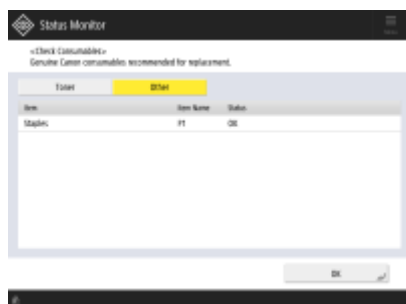 Status Monitor
Menu
<Check Consumables>
Genuine Canon consumables recommended for replacement.
Toner Other
Item Item Name Status
Staples P1 OK
OK